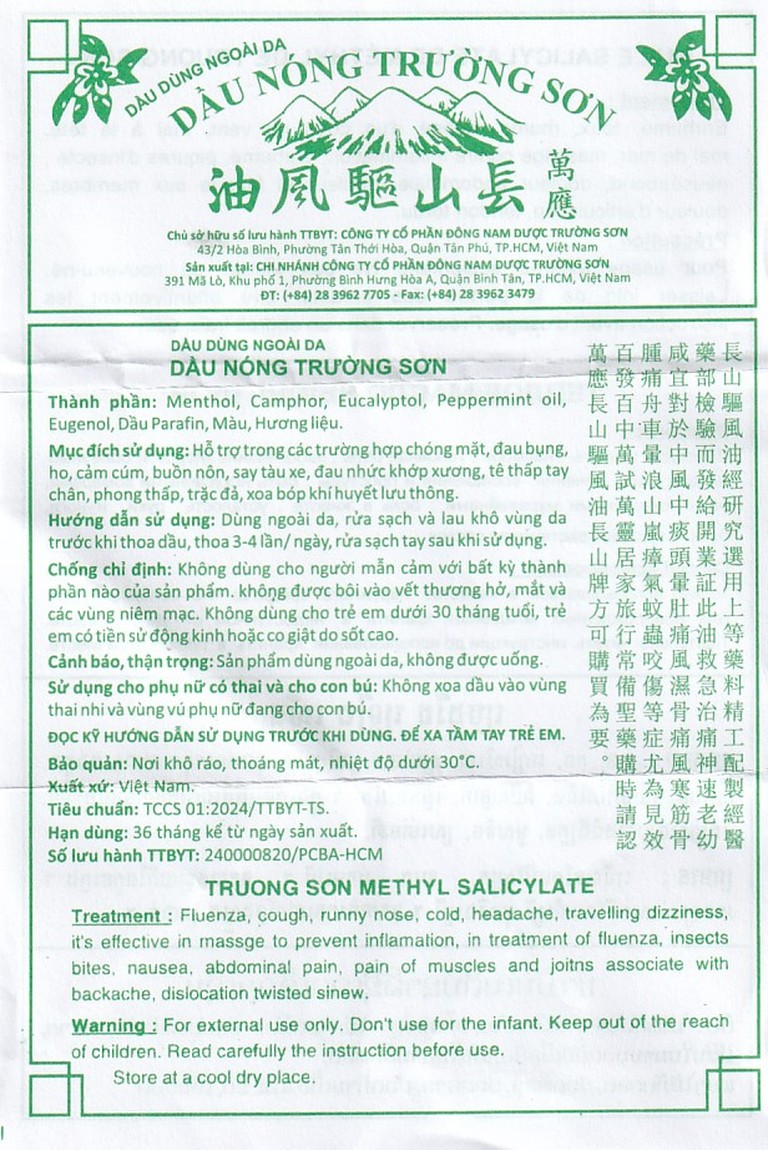 DẦU DÙNG NGOÀI DA
DẦU NÓNG TRƯỜNG SƠN
萬應
長山驅風油
Chủ sở hữu số lưu hành TTBYT: CÔNG TY CỔ PHẦN ĐÔNG NAM DƯỢC TRƯỜNG SƠN
43/2 Hòa Bình, Phường Tân Thới Hòa, Quận Tân Phú, TP.HCM, Việt Nam
Sản xuất tại: CHI NHÁNH CÔNG TY CỔ PHẦN ĐÔNG NAM DƯỢC TRƯỜNG SƠN
391 Mã Lò, Khu phố 1, Phường Bình Hưng Hòa A, Quận Bình Tân, TP.HCM, Việt Nam
ĐT: (+84) 28 3962 7705 - Fax: (+84) 28 3962 3479
DẦU DÙNG NGOÀI DA
DẦU NÓNG TRƯỜNG SƠN
Thành phần: Menthol, Camphor, Eucalyptol, Peppermint oil,
Eugenol, Dầu Parafin, Màu, Hương liệu.
Mục đích sử dụng: Hỗ trợ trong các trường hợp chóng mặt, đau bụng,
ho, cảm cúm, buồn nôn, say tàu xe, đau nhức khớp xương, tê thấp tay
chân, phong thấp, trặc đả, xoa bóp khí huyết lưu thông.
Hướng dẫn sử dụng: Dùng ngoài da, rửa sạch và lau khô vùng da
trước khi thoa dầu, thoa 3-4 lần/ ngày, rửa sạch tay sau khi sử dụng.
Chống chỉ định: Không dùng cho người mẫn cảm với bất kỳ thành
phần nào của sản phẩm. không được bôi vào vết thương hở, mắt và
các vùng niêm mạc. Không dùng cho trẻ em dưới 30 tháng tuổi, trẻ
em có tiền sử động kinh hoặc co giật do sốt cao.
Cảnh báo, thận trọng: Sản phẩm dùng ngoài da, không được uống.
Sử dụng cho phụ nữ có thai và cho con bú: Không xa dầu vào vùng
thai nhi và vùng vú phụ nữ đang cho con bú.
ĐỌC KỸ HƯỚNG DẪN SỬ DỤNG TRƯỚC KHI DÙNG. ĐỂ XA TẦM TAY TRẺ EM.
Bảo quản: Nơi khô ráo, thoáng mát, nhiệt độ dưới 30°C.
Xuất xứ: Việt Nam.
Tiêu chuẩn: TCCS 01:2024/TTBYT-TS
Hạn dùng: 36 tháng kể từ ngày sản xuất.
Số lưu hành TTBYT: 240000820/PCBA-HCM
長山驅風油經研究選用上等藥料精工配製經醫
藥部檢驗而發給開業証此油救急治痛神速老幼
咸宜對於中風中痰頭暈肚痛風濕骨痛風寒筋骨
腫痛舟車暈浪山嵐瘴氣蚊蟲咬傷等症尤為見效
百發百中萬試萬靈居家旅行常備聖藥購時請認
萬應長山驅風油長山牌方可購買為要
TRUONG SON METHYL SALICYLATE
Treatment : Fluenza, cough, runny nose, cold, headache, travelling dizziness,
it's effective in massge to prevent inflamation, in treatment of fluenza, insects
bites, nausea, abdominal pain, pain of muscles and joitns associate with
backache, dislocation twisted sinew.
Warning : For external use only. Don't use for the infant. Keep out of the reach
of children. Read carefully the instruction before use.
Store at a cool dry place.